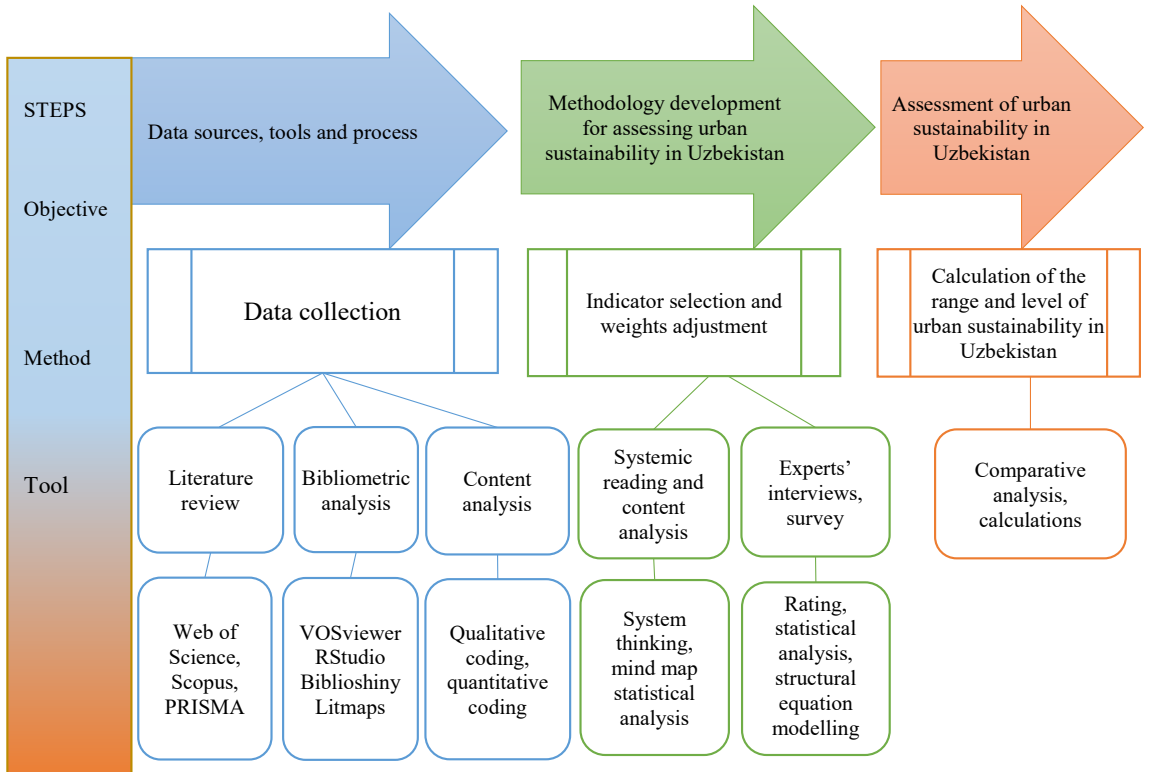 STEPS
Objective
Method
Tool
Data sources, tools and process
Methodology development
for assessing urban
sustainability in Uzbekistan
Assessment of urban
sustainability in
Uzbekistan
Data collection
Indicator selection and
weights adjustment
Calculation of the
range and level of
urban sustainability in
Uzbekistan
Literature
review
Bibliometric
analysis
Content
analysis
Systemic
reading and
content
analysis
Experts’
interviews,
survey
Comparative
analysis,
calculations
Web of
Science,
Scopus,
PRISMA
VOSviewer
RStudio
Biblioshiny
Litmaps
Qualitative
coding,
quantitative
coding
System
thinking,
mind map
statistical
analysis
Rating,
statistical
analysis,
structural
equation
modelling